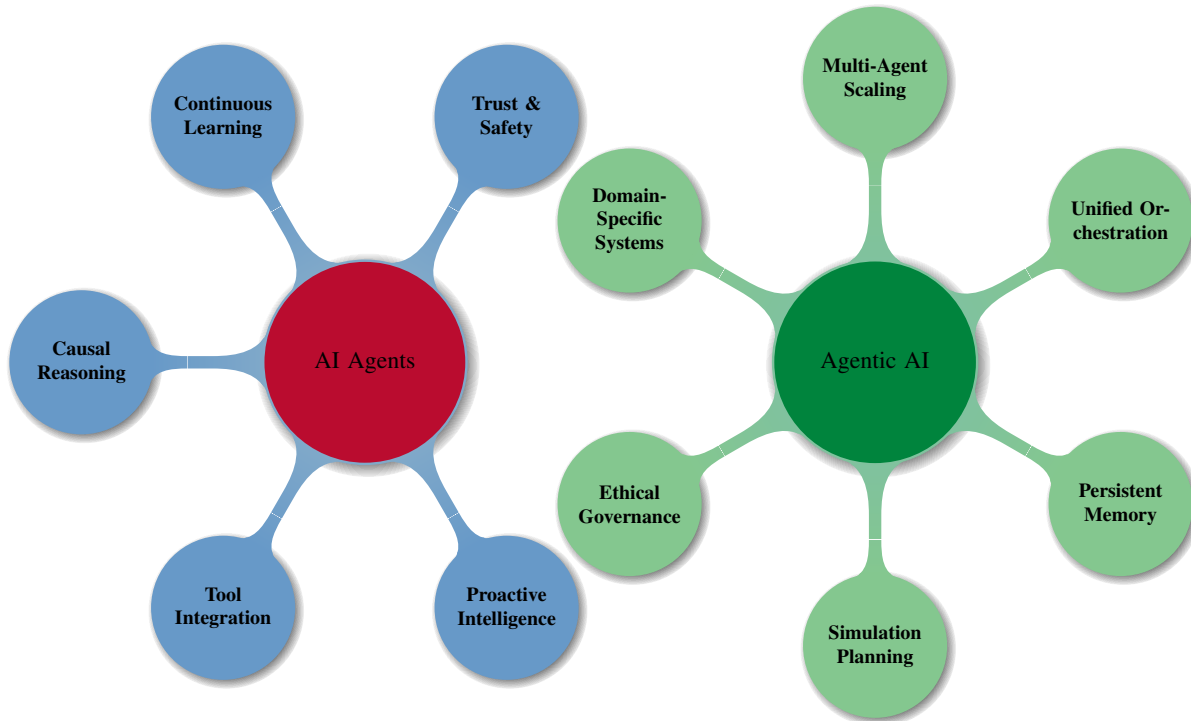 Continuous
Learning
Trust &
Safety
Causal
Reasoning
AI Agents
Tool
Integration
Proactive
Intelligence
Multi-Agent
Scaling
Domain-
Specific
Systems
Unified Or-
chestration
Agentic AI
Ethical
Governance
Persistent
Memory
Simulation
Planning